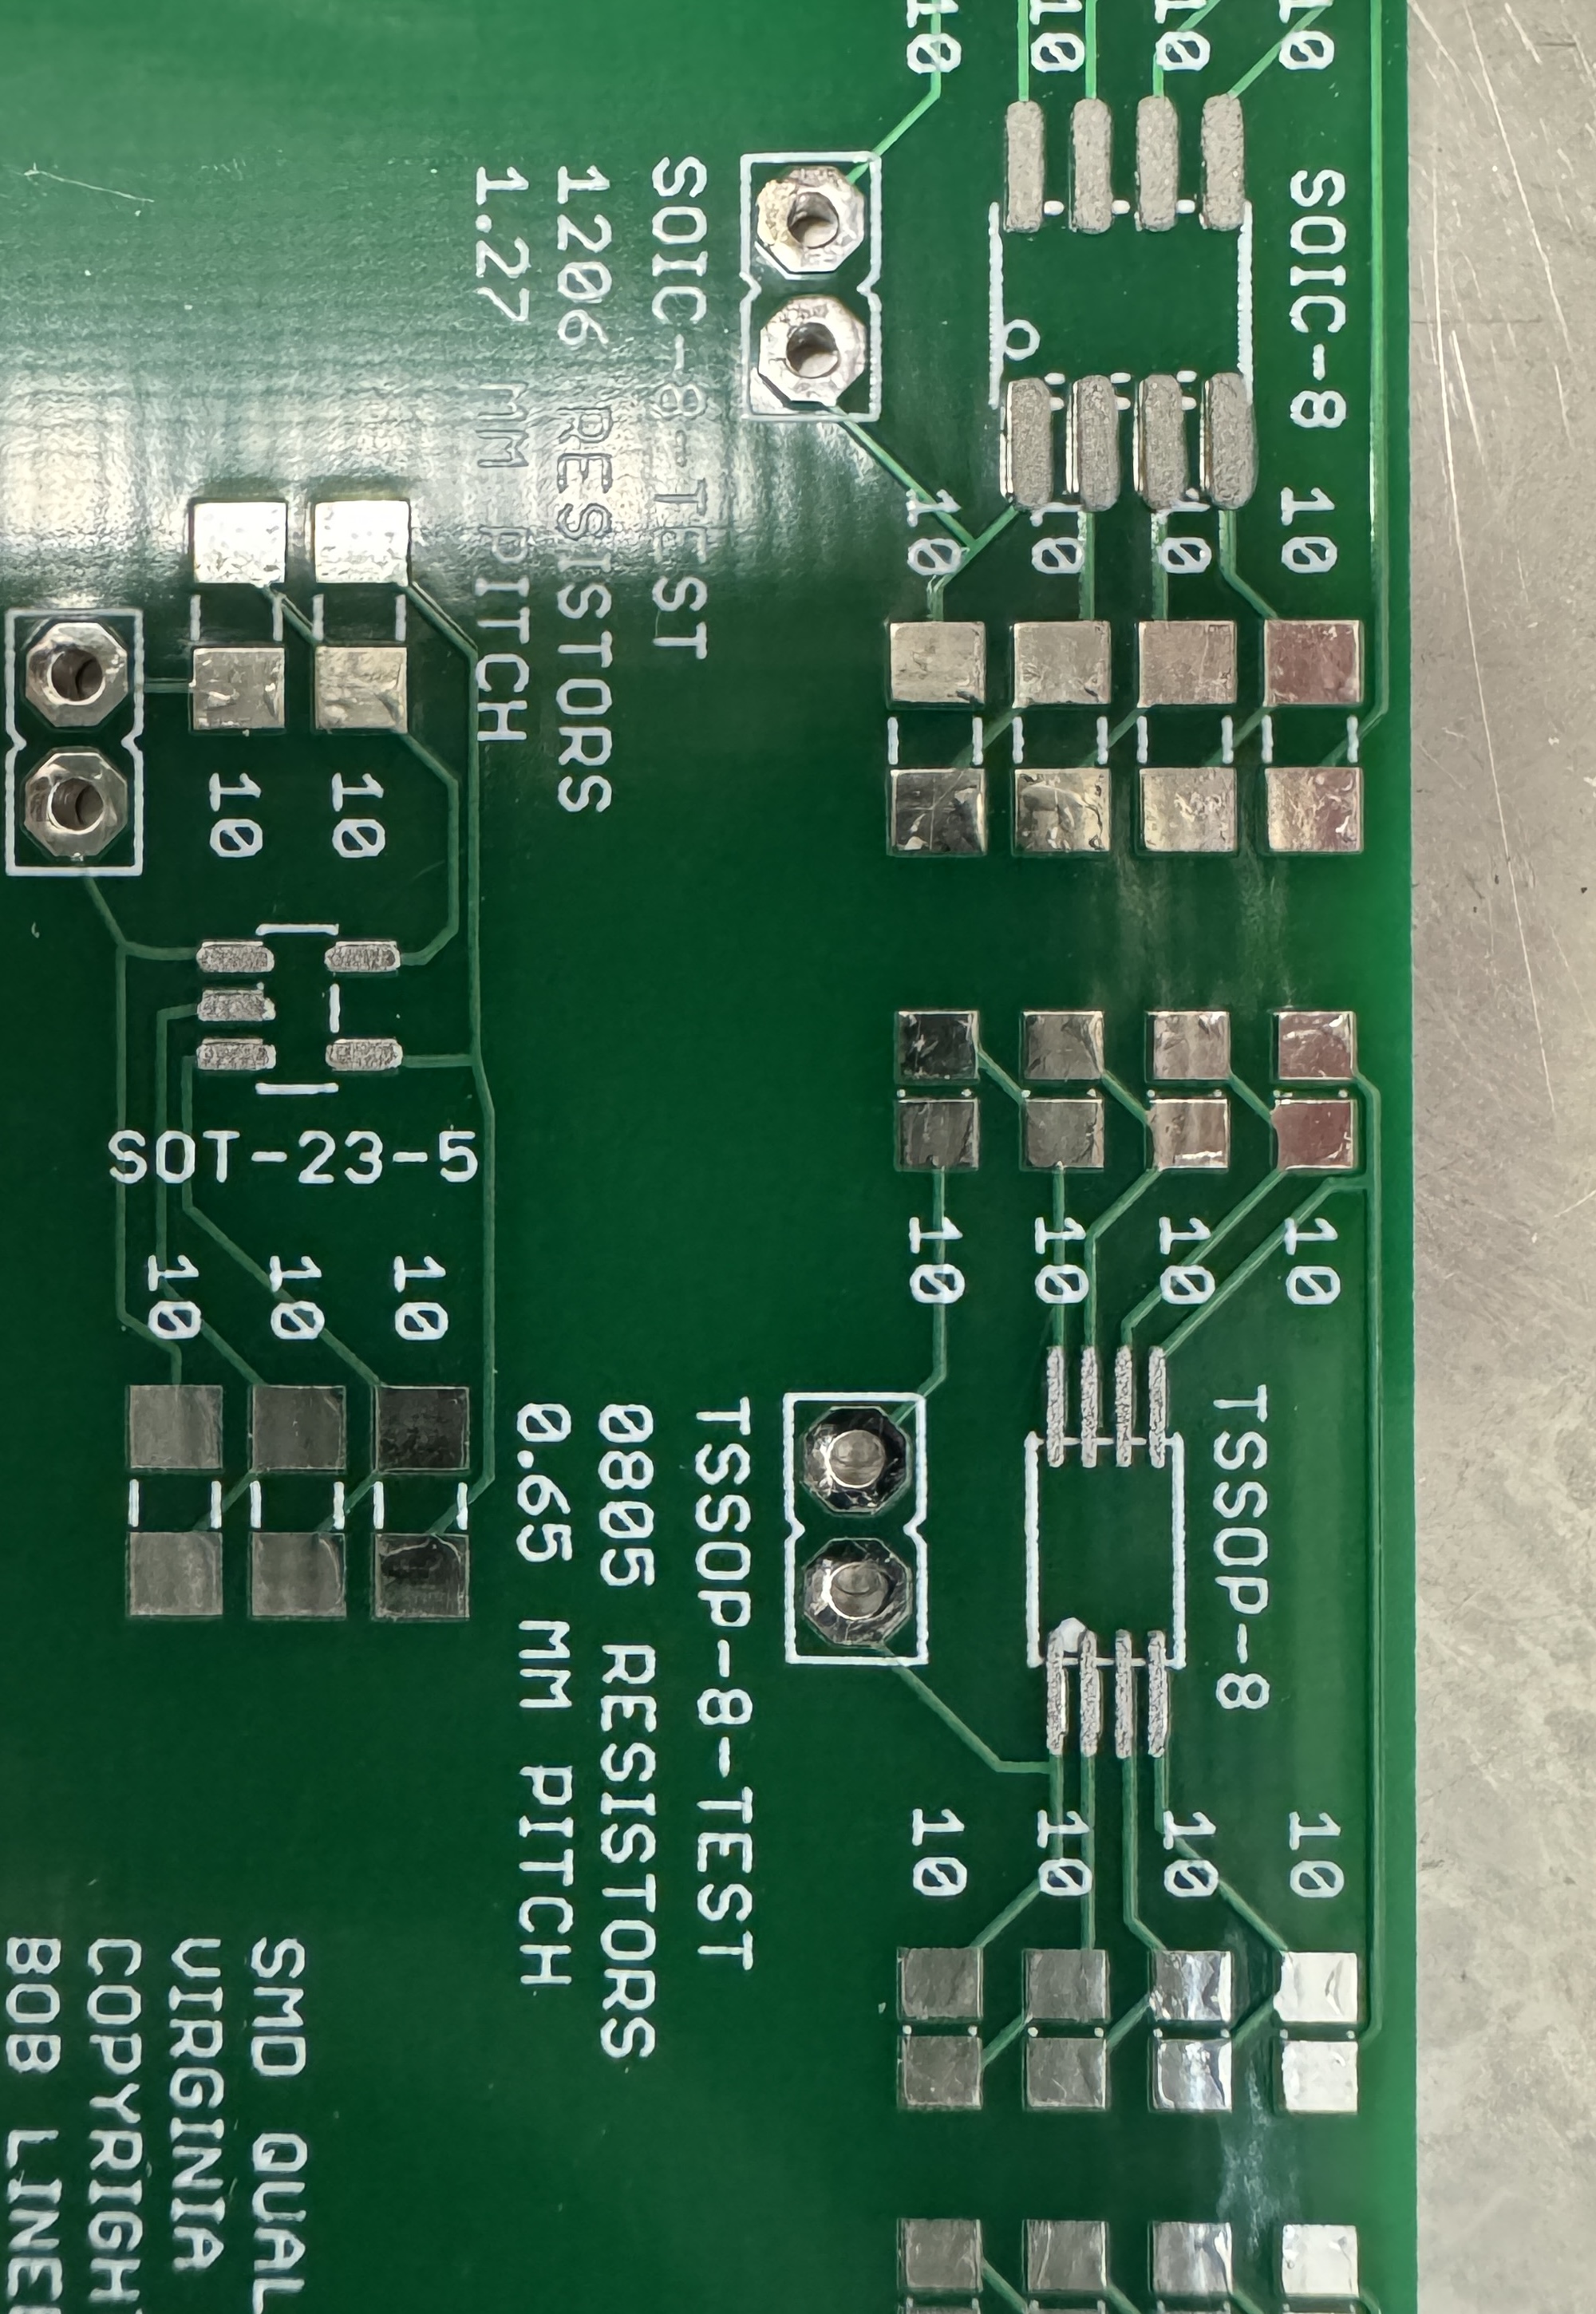 10 10 10 10
SOIC-8
SOIC-8-TEST
1206 RESISTORS
1.27 MM PITCH
10 10 10 10
10 10
SOT-23-5
10 10 10
10 10 10 10
TSSOP-8
TSSOP-8-TEST
0805 RESISTORS
0.65 MM PITCH
10 10 10 10
SMD QUAL
VIRGINIA
COPYRIGH
BOB LINE